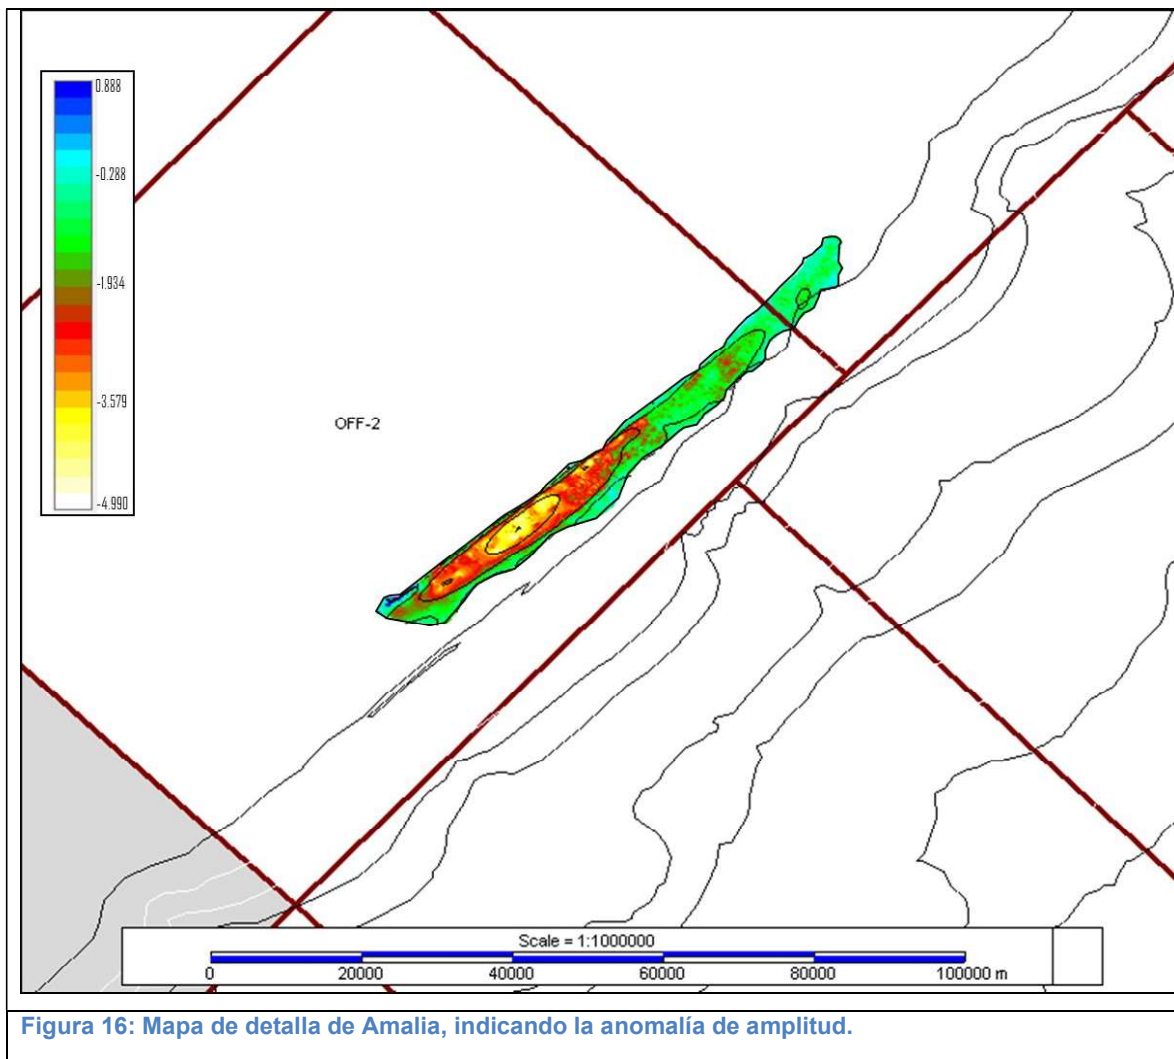 0.888
-0.288
-1.934
-3.579
-4.990
OFF-2
Scale = 1:1000000
0 20000 40000 60000 80000 100000 m
Figura 16: Mapa de detalla de Amalia, indicando la anomalía de amplitud.